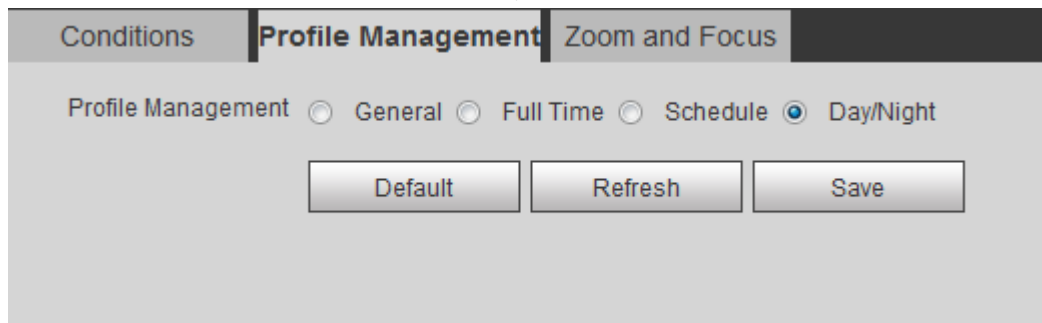 Conditions Profile Management Zoom and Focus
Profile Management General Full Time Schedule Day/Night
Default Refresh Save